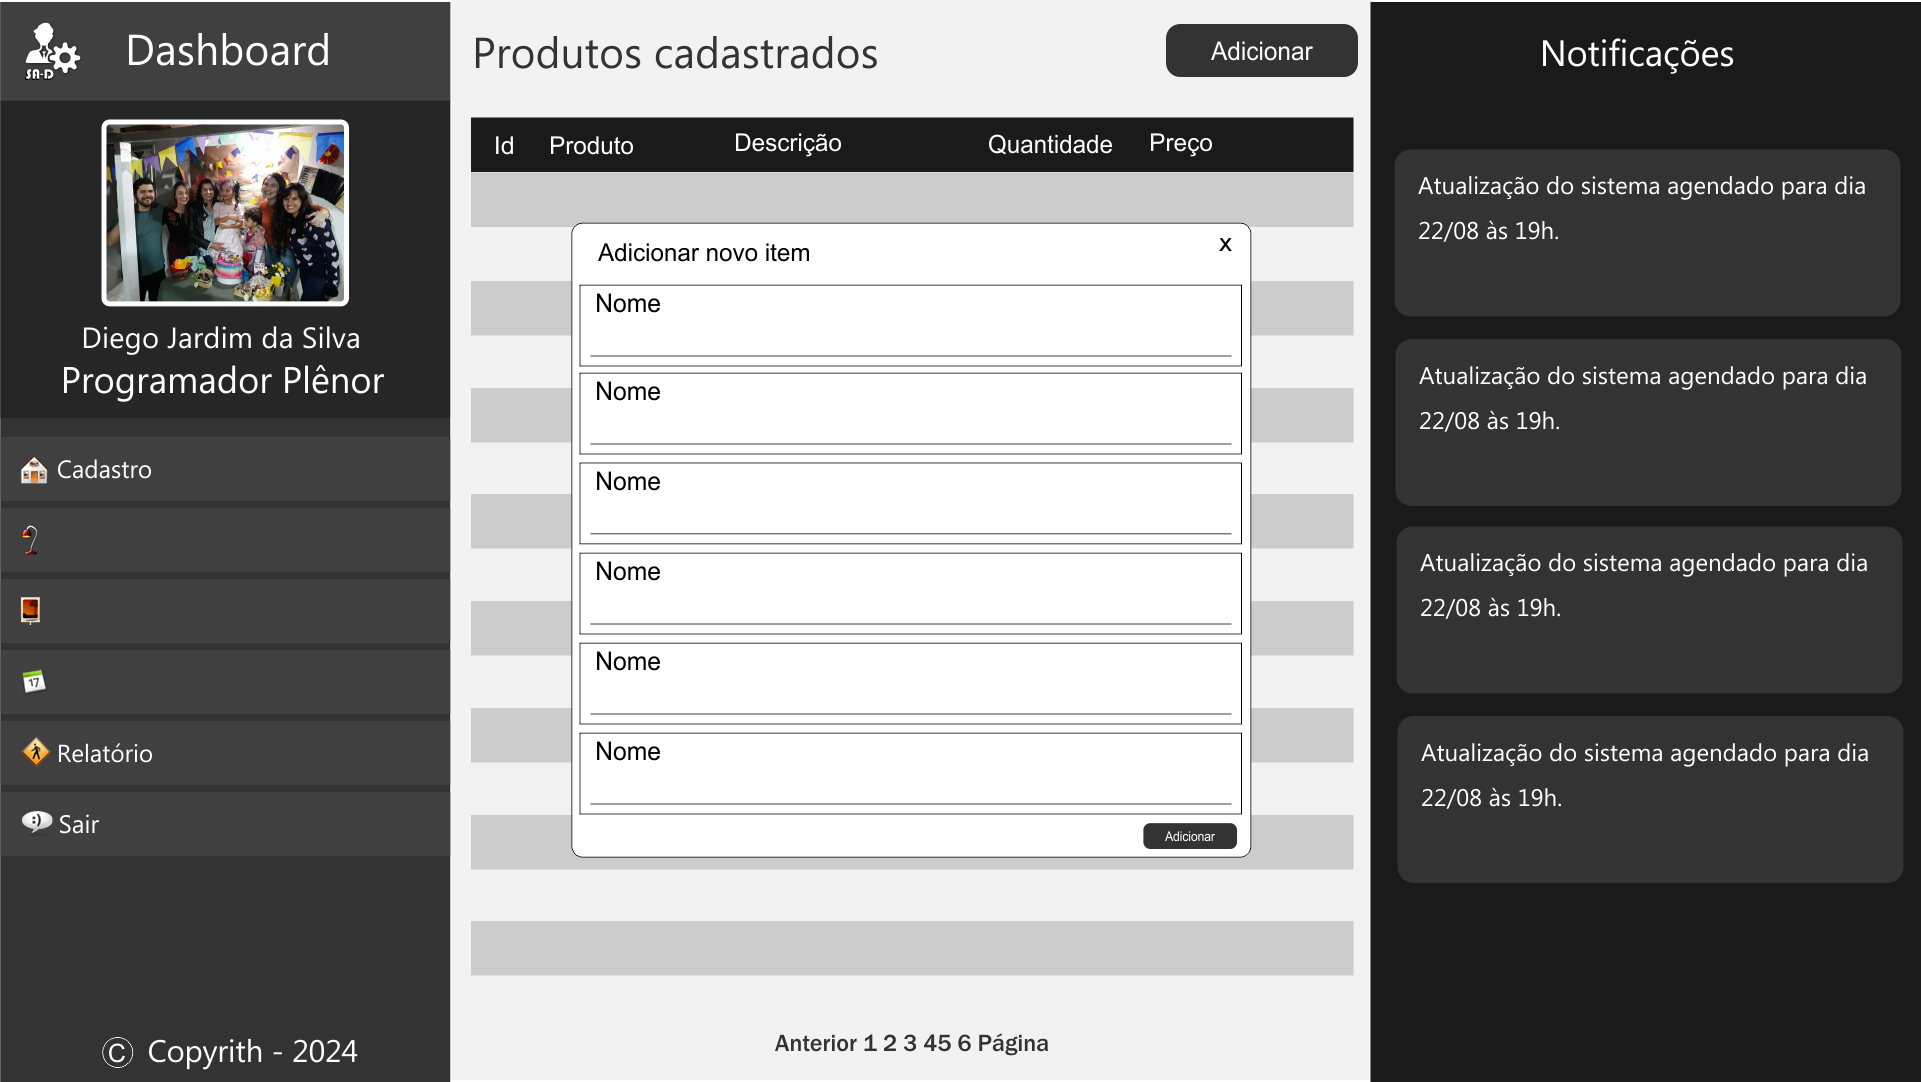 SA-D
Dashboard
Diego Jardim da Silva
Programador Plênor
Cadastro
17
Relatório
:) Sair
© Copyrith - 2024
Produtos cadastrados
Adicionar
Id Produto Descrição Quantidade Preço
Adicionar novo item x
Nome
Nome
Nome
Nome
Nome
Nome
Adicionar
Anterior 1 2 3 45 6 Página
Notificações
Atualização do sistema agendado para dia
22/08 às 19h.
Atualização do sistema agendado para dia
22/08 às 19h.
Atualização do sistema agendado para dia
22/08 às 19h.
Atualização do sistema agendado para dia
22/08 às 19h.